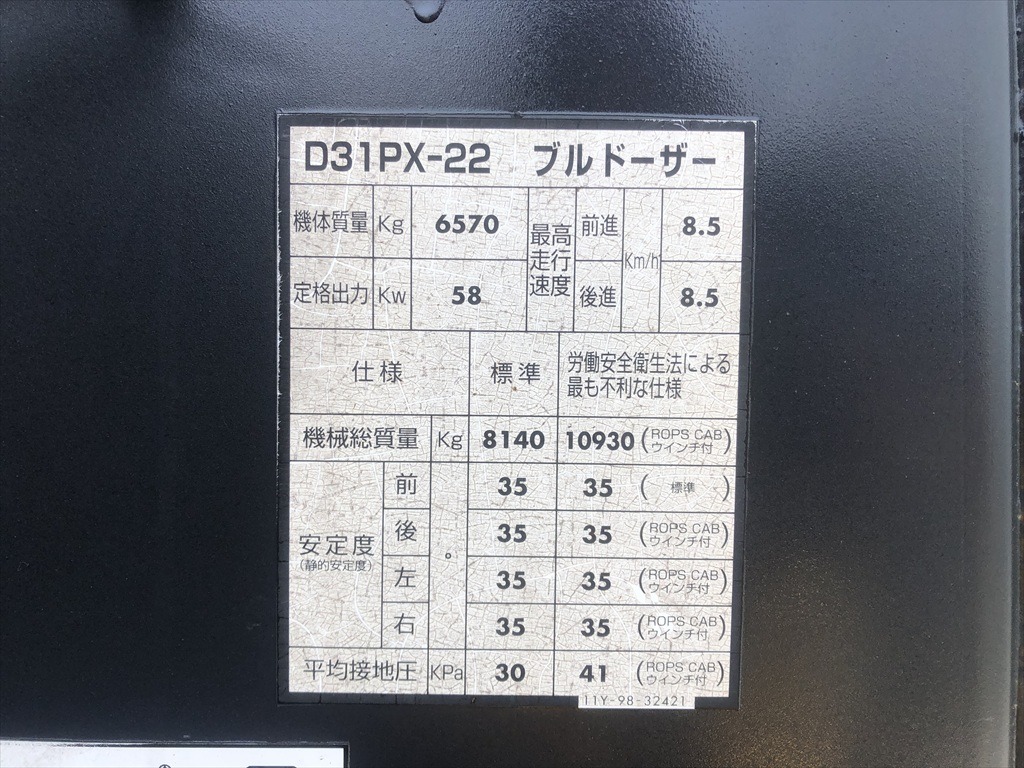 D31PX-22 ブルドーザー
機体質量 Kg 6570 最高走行速度 前進 Km/h 8.5
定格出力 Kw 58 後進 8.5
仕様 標準 労働安全衛生法による最も不利な仕様
機械総質量 Kg 8140 10930 (ROPS CAB ウインチ付)
安定度 (静的安定度) 前 ° 35 35 (標準)
後 35 35 (ROPS CAB ウインチ付)
左 35 35 (ROPS CAB ウインチ付)
右 35 35 (ROPS CAB ウインチ付)
平均接地圧 KPa 30 41 (ROPS CAB ウインチ付)
11Y-98-32421